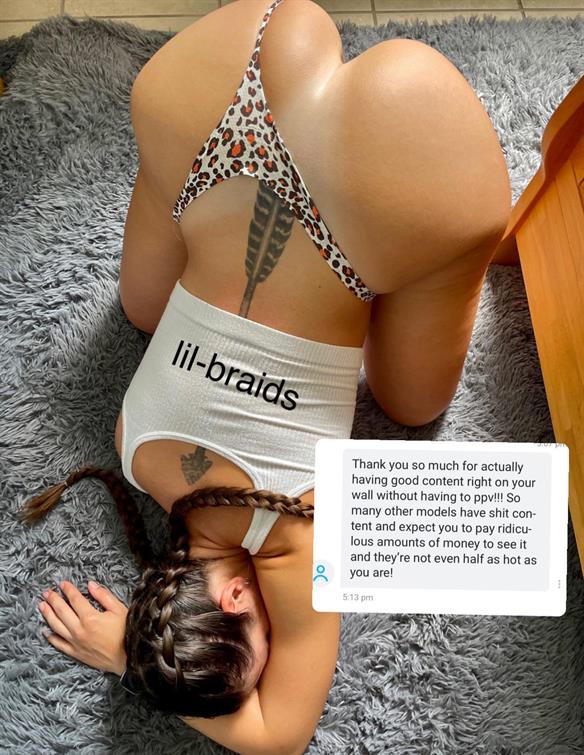 lil-braids
Thank you so much for actually
having good content right on your
wall without having to ppv!!! So
many other models have shit con-
tent and expect you to pay ridicu-
lous amounts of money to see it
and they're not even half as hot as
you are!
5:13 pm